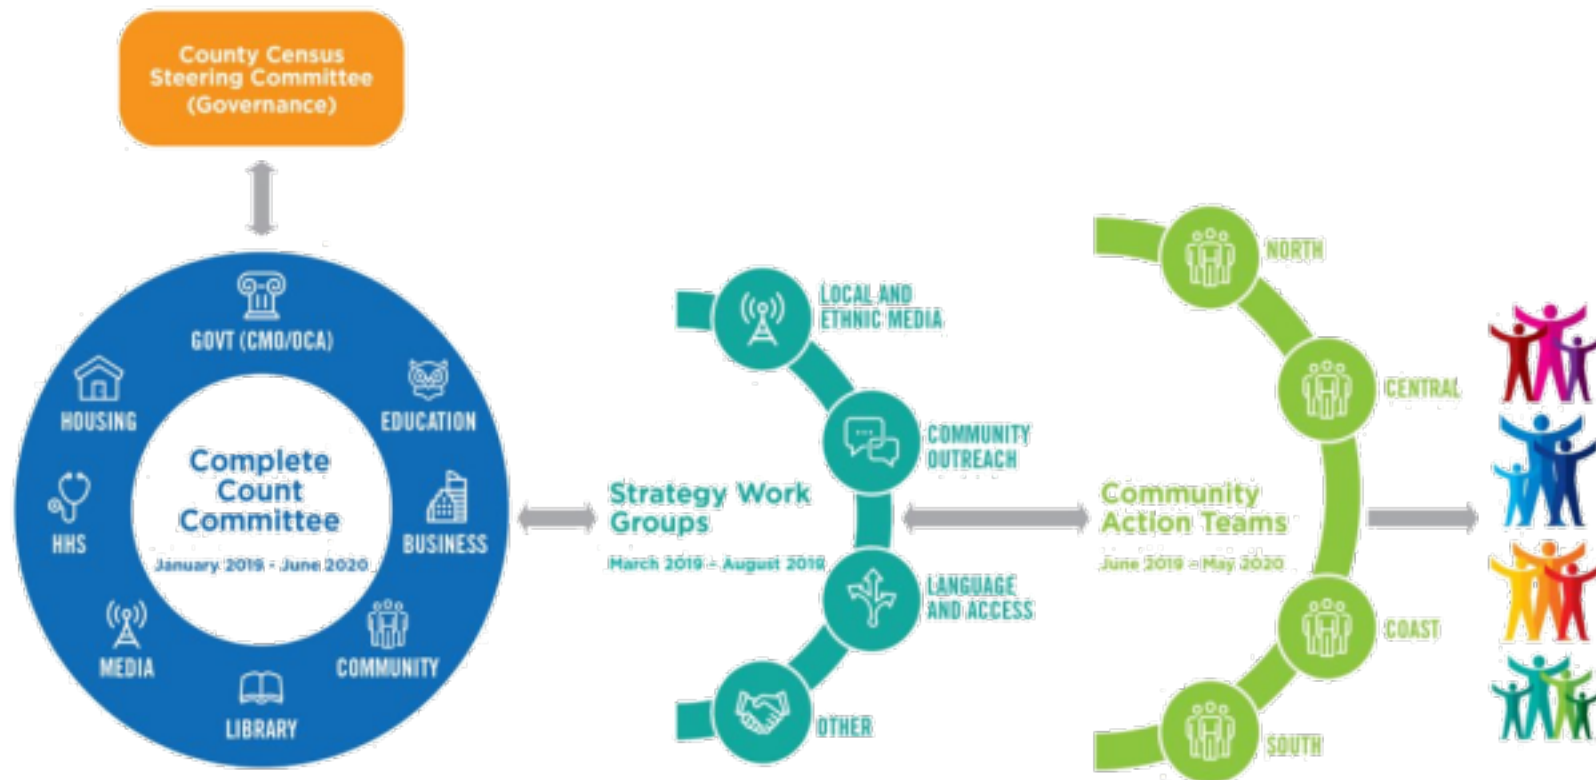 County Census
Steering Committee
(Governance)
GOVT (CMO/OCA)
HOUSING
EDUCATION
HHS
BUSINESS
MEDIA
COMMUNITY
LIBRARY
Complete
Count
Committee
January 2019 - June 2020
Strategy Work
Groups
March 2019 - August 2019
LOCAL AND
ETHNIC MEDIA
COMMUNITY
OUTREACH
LANGUAGE
AND ACCESS
OTHER
Community
Action Teams
June 2019 - May 2020
NORTH
CENTRAL
COAST
SOUTH